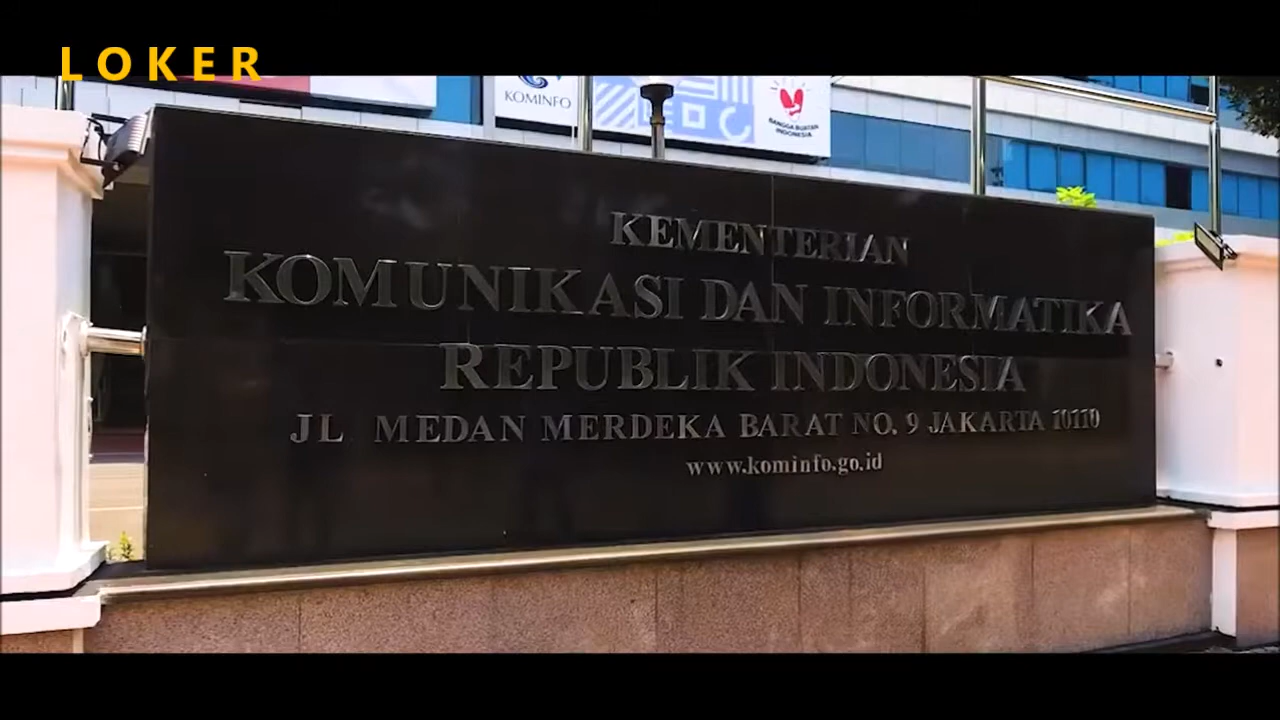 LOKER
KOMINFO
BANGGA BUATAN
INDONESIA
KEMENTERIAN
KOMUNIKASI DAN INFORMATIKA
REPUBLIK INDONESIA
JL MEDAN MERDEKA BARAT NO. 9 JAKARTA 10110
www.kominfo.go.id